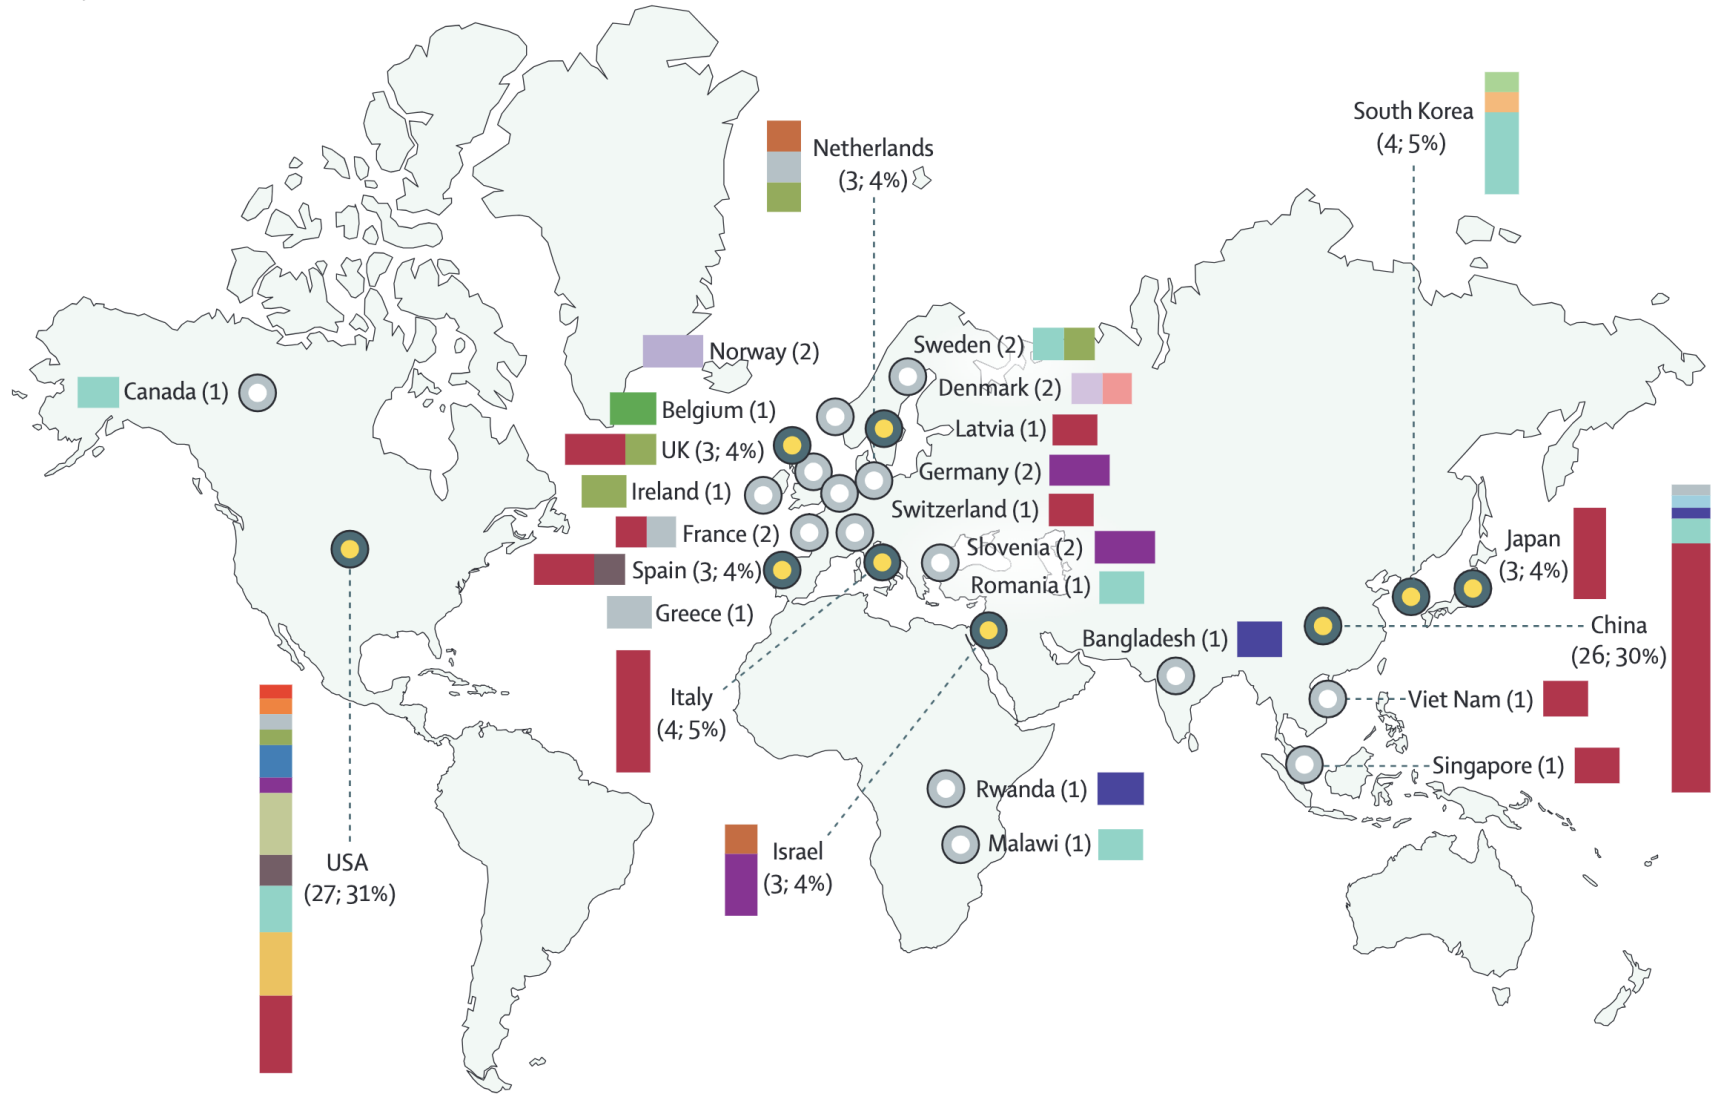 South Korea
(4; 5%)
Netherlands
(3; 4%)
Norway (2)
Sweden (2)
Canada (1)
Denmark (2)
Belgium (1)
Latvia (1)
UK (3; 4%)
Germany (2)
Ireland (1)
Switzerland (1)
France (2)
Slovenia (2)
Japan
(3; 4%)
Spain (3; 4%)
Romania (1)
Greece (1)
Bangladesh (1)
China
(26; 30%)
Italy
(4; 5%)
Viet Nam (1)
Singapore (1)
Rwanda (1)
Malawi (1)
Israel
(3; 4%)
USA
(27; 31%)